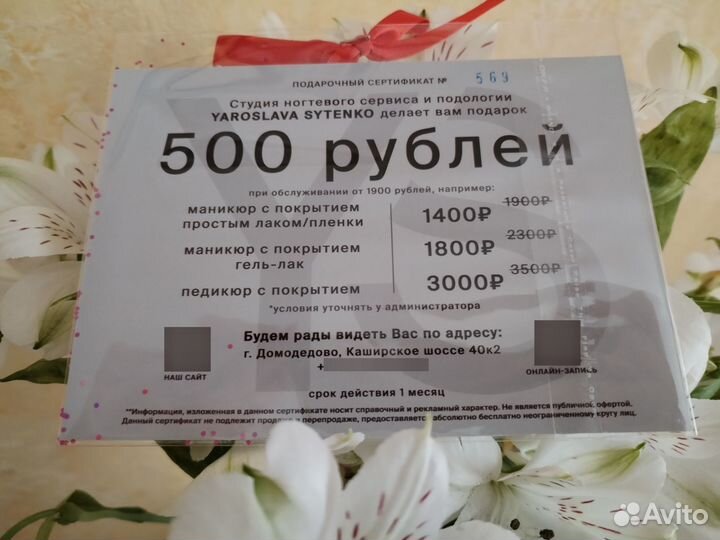 ПОДАРОЧНЫЙ СЕРТИФИКАТ № 569
Студия ногтевого сервиса и подологии
YAROSLAVA SYTENKO делает вам подарок
500 рублей
при обслуживании от 1900 рублей, например:
маникюр с покрытием простым лаком/пленки 1400₽ 1900₽
маникюр с покрытием гель-лак 1800₽ 2300₽
педикюр с покрытием 3000₽ 3500₽
*условия уточнять у администратора
Будем рады видеть Вас по адресу:
г. Домодедово, Каширское шоссе 40к2
+
НАШ САЙТ
ОНЛАЙН-ЗАПИСЬ
срок действия 1 месяц
**Информация, изложенная в данном сертификате носит справочный и рекламный характер. Не является публичной офертой.
Данный сертификат не подлежит продаже и перепродаже, предоставляется абсолютно бесплатно неограниченному кругу лиц.
YS
Avito